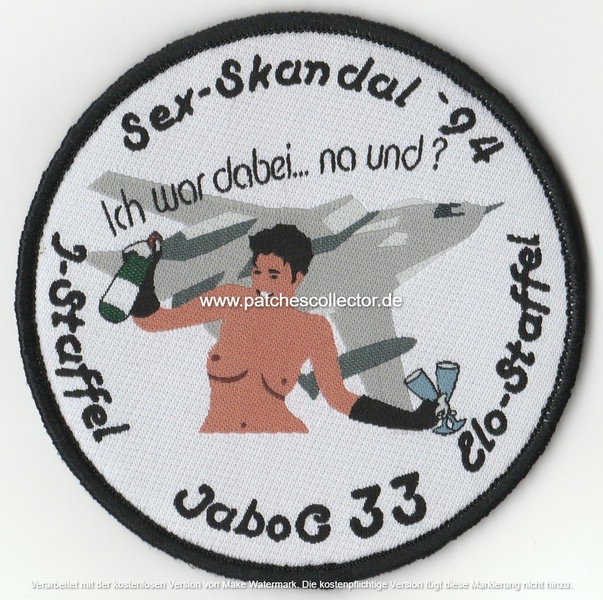 Sex-Skandal '94
Ich war dabei... na und?
J-Staffel
Elo-Staffel
www.patchescollector.de
JaboG 33
Verarbeitet mit der kostenlosen Version von Make Watermark. Die kostenpflichtige Version fügt diese Markierung nicht hinzu.